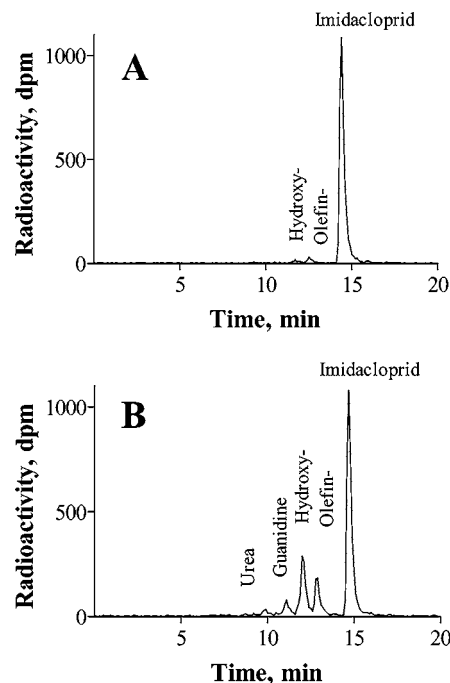 Imidacloprid
A
1000
500
0
Radioactivity, dpm
Hydroxy-
Olefin-
5 10 15 20
Time, min
Imidacloprid
B
1000
500
0
Radioactivity, dpm
Urea
Guanidine
Hydroxy-
Olefin-
5 10 15 20
Time, min